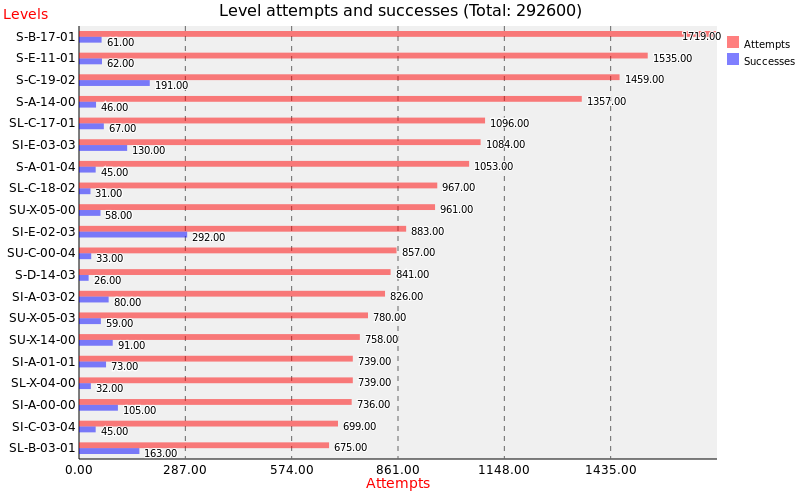 Level attempts and successes (Total: 292600)
Levels
Attempts
Successes
S-B-17-01 1719.00 61.00
S-E-11-01 1535.00 62.00
S-C-19-02 1459.00 191.00
S-A-14-00 1357.00 46.00
SL-C-17-01 1096.00 67.00
SI-E-03-03 1084.00 130.00
S-A-01-04 1053.00 45.00
SL-C-18-02 967.00 31.00
SU-X-05-00 961.00 58.00
SI-E-02-03 883.00 292.00
SU-C-00-04 857.00 33.00
S-D-14-03 841.00 26.00
SI-A-03-02 826.00 80.00
SU-X-05-03 780.00 59.00
SU-X-14-00 758.00 91.00
SI-A-01-01 739.00 73.00
SL-X-04-00 739.00 32.00
SI-A-00-00 736.00 105.00
SI-C-03-04 699.00 45.00
SL-B-03-01 675.00 163.00
0.00 287.00 574.00 861.00 1148.00 1435.00
Attempts